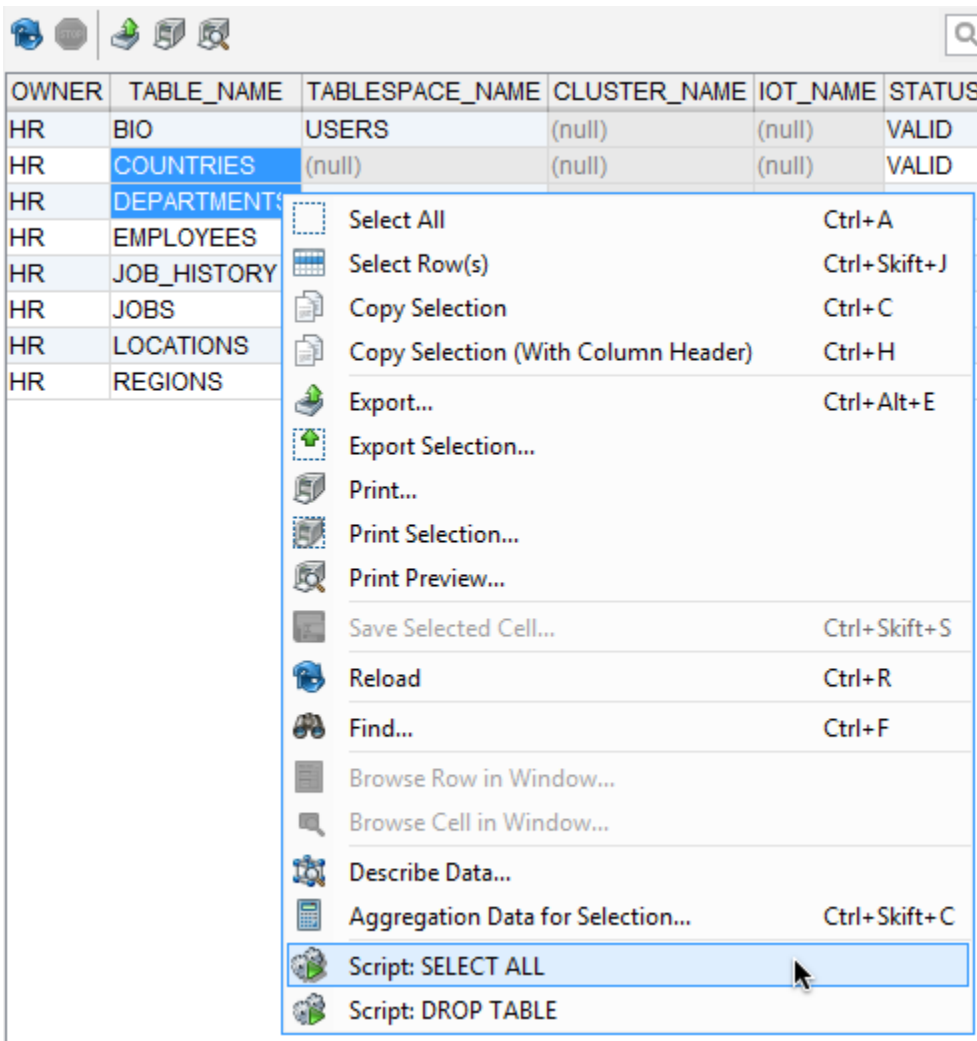 STOP
OWNER TABLE_NAME TABLESPACE_NAME CLUSTER_NAME IOT_NAME STATUS
HR BIO USERS (null) (null) VALID
HR COUNTRIES (null) (null) (null) VALID
HR DEPARTMENTS
HR EMPLOYEES
HR JOB_HISTORY
HR JOBS
HR LOCATIONS
HR REGIONS
Select All Ctrl+A
Select Row(s) Ctrl+Skift+J
Copy Selection Ctrl+C
Copy Selection (With Column Header) Ctrl+H
Export... Ctrl+Alt+E
Export Selection...
Print...
Print Selection...
Print Preview...
Save Selected Cell... Ctrl+Skift+S
Reload Ctrl+R
Find... Ctrl+F
Browse Row in Window...
Browse Cell in Window...
Describe Data...
Aggregation Data for Selection... Ctrl+Skift+C
Script: SELECT ALL
Script: DROP TABLE